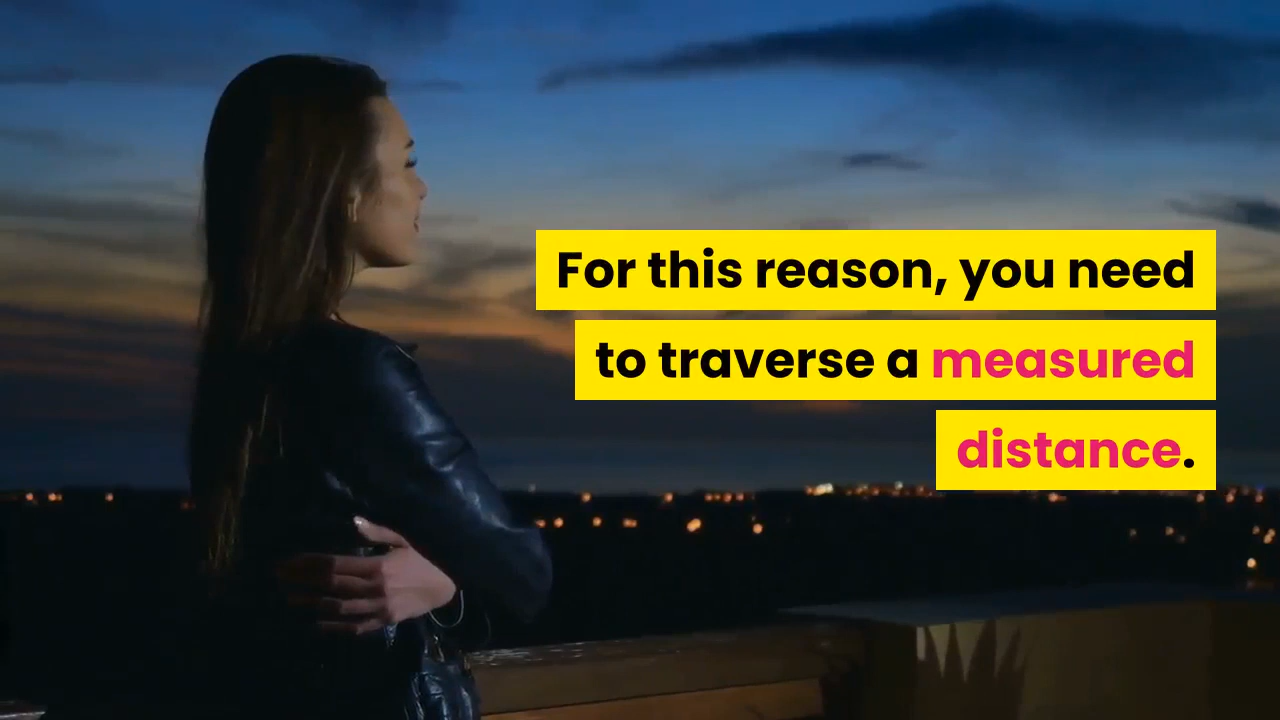 For this reason, you need
to traverse a measured
distance.